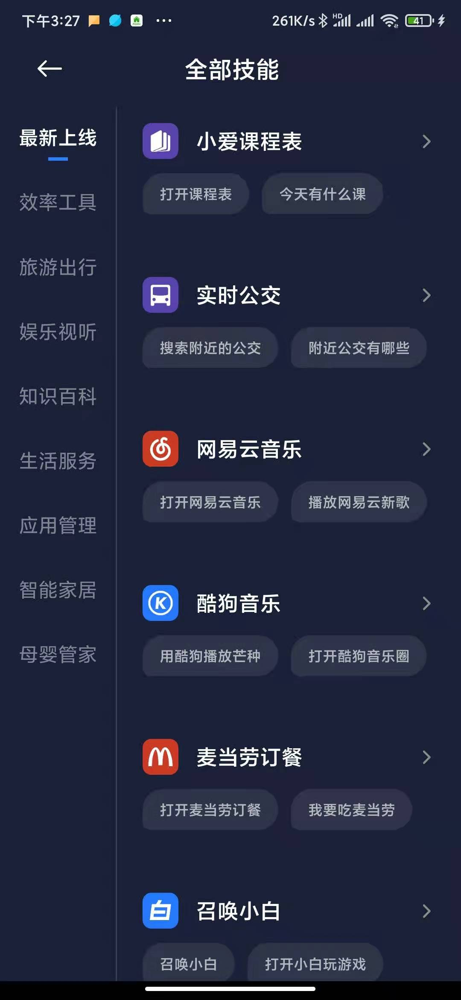 下午3:27
261K/s
HD
41
全部技能
最新上线
效率工具
旅游出行
娱乐视听
知识百科
生活服务
应用管理
智能家居
母婴管家
小爱课程表
打开课程表
今天有什么课
实时公交
搜索附近的公交
附近公交有哪些
网易云音乐
打开网易云音乐
播放网易云新歌
K
酷狗音乐
用酷狗播放芒种
打开酷狗音乐圈
麦当劳订餐
打开麦当劳订餐
我要吃麦当劳
白
召唤小白
召唤小白
打开小白玩游戏